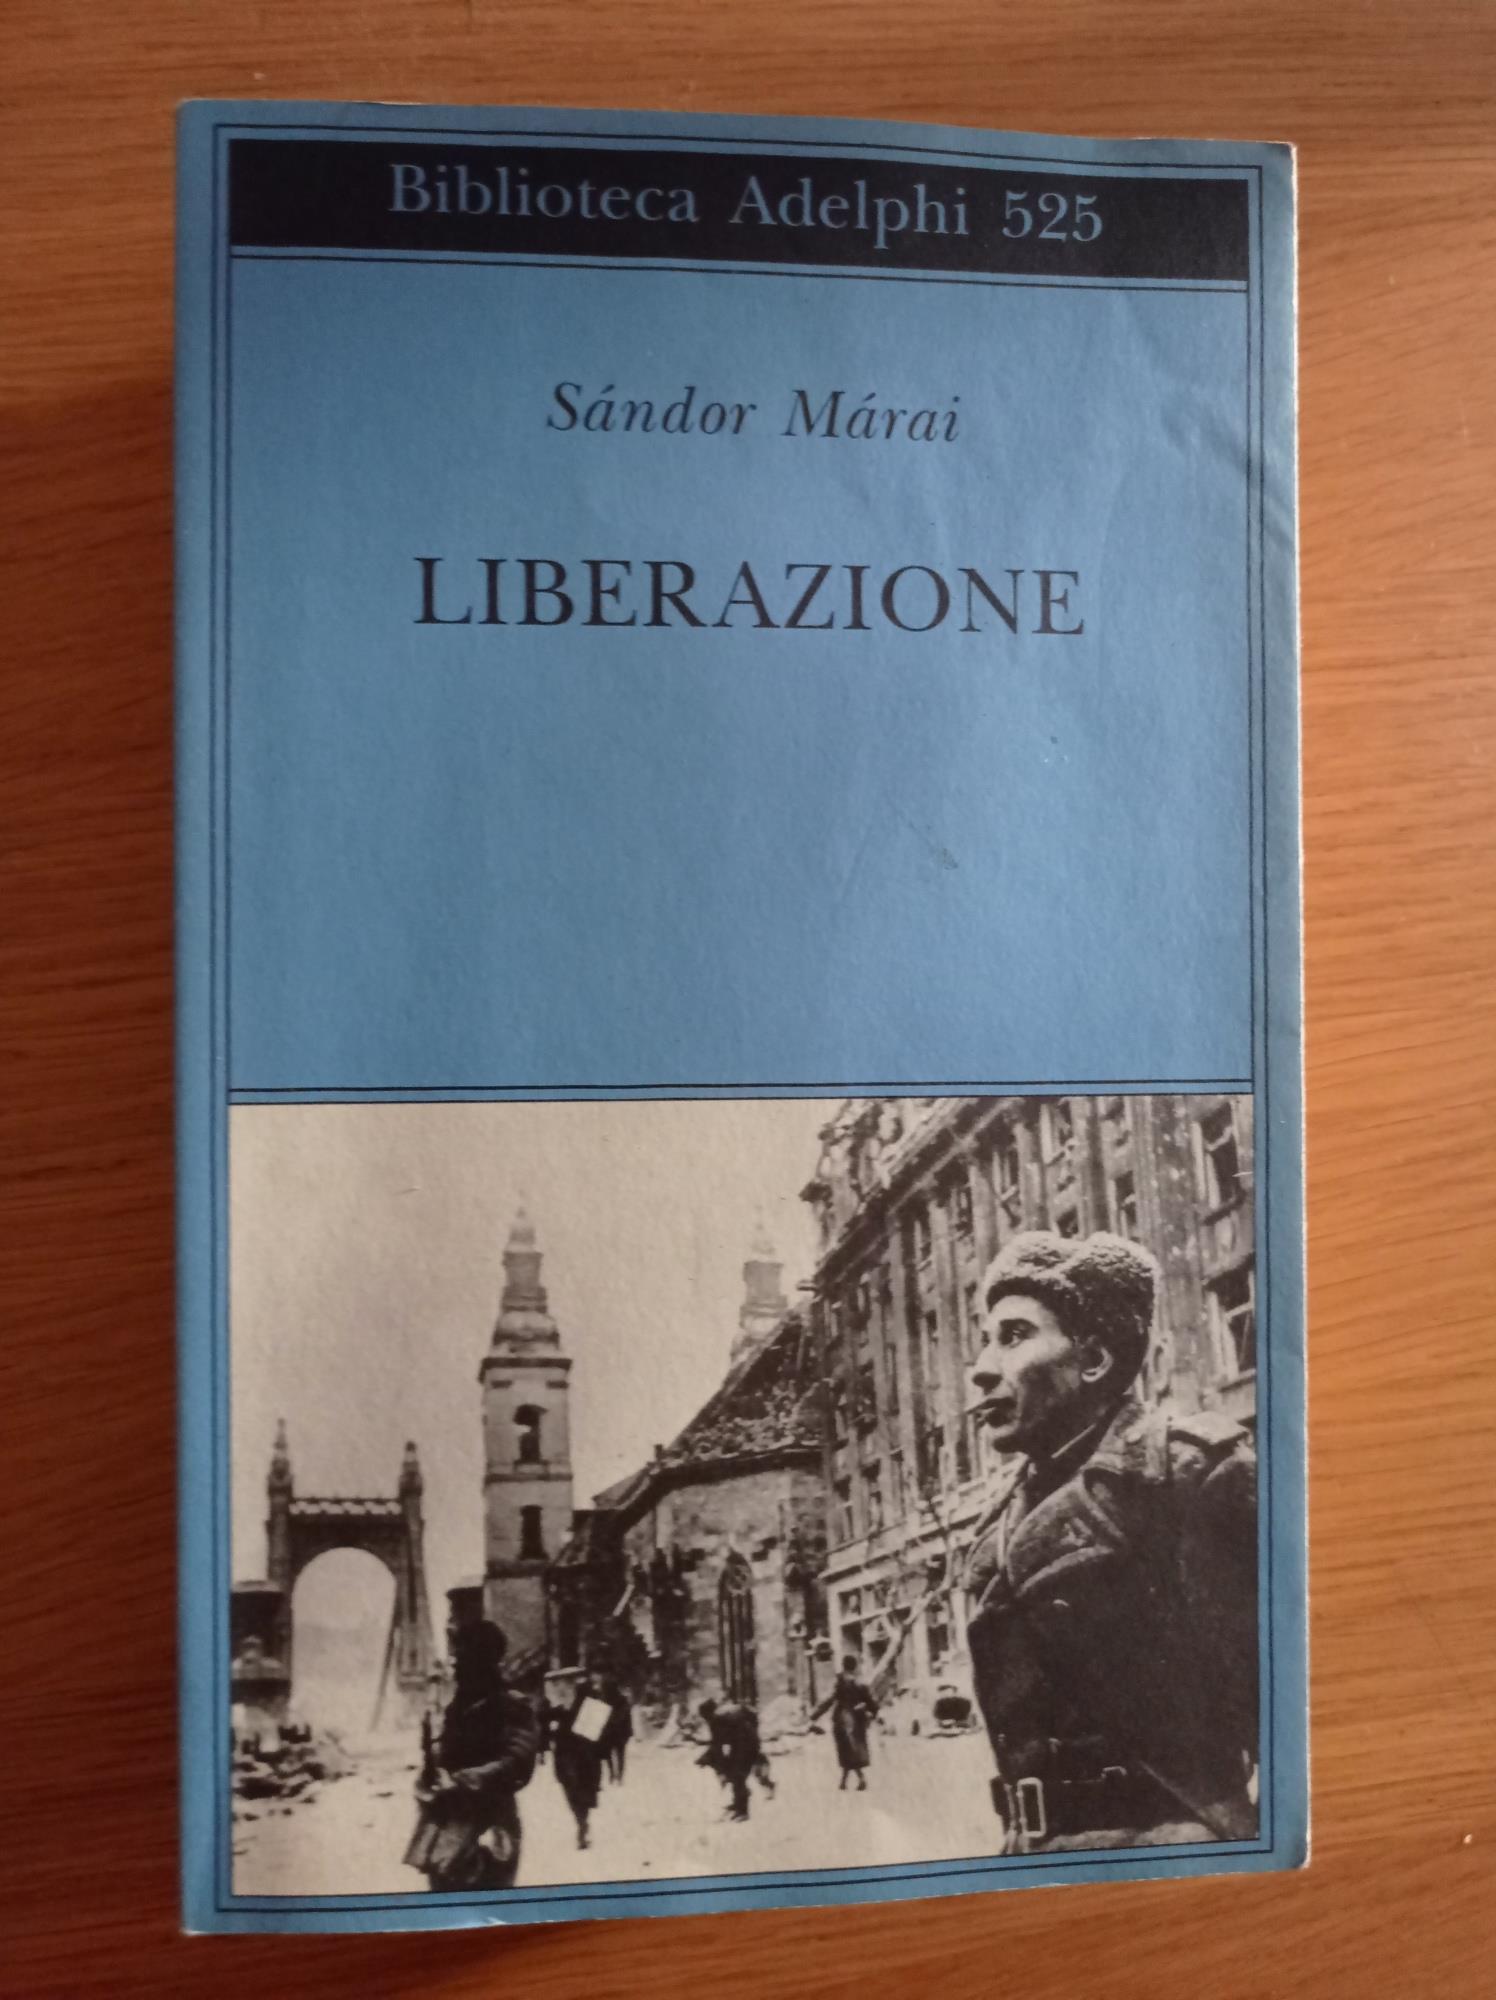 Biblioteca Adelphi 525
Sándor Márai
LIBERAZIONE